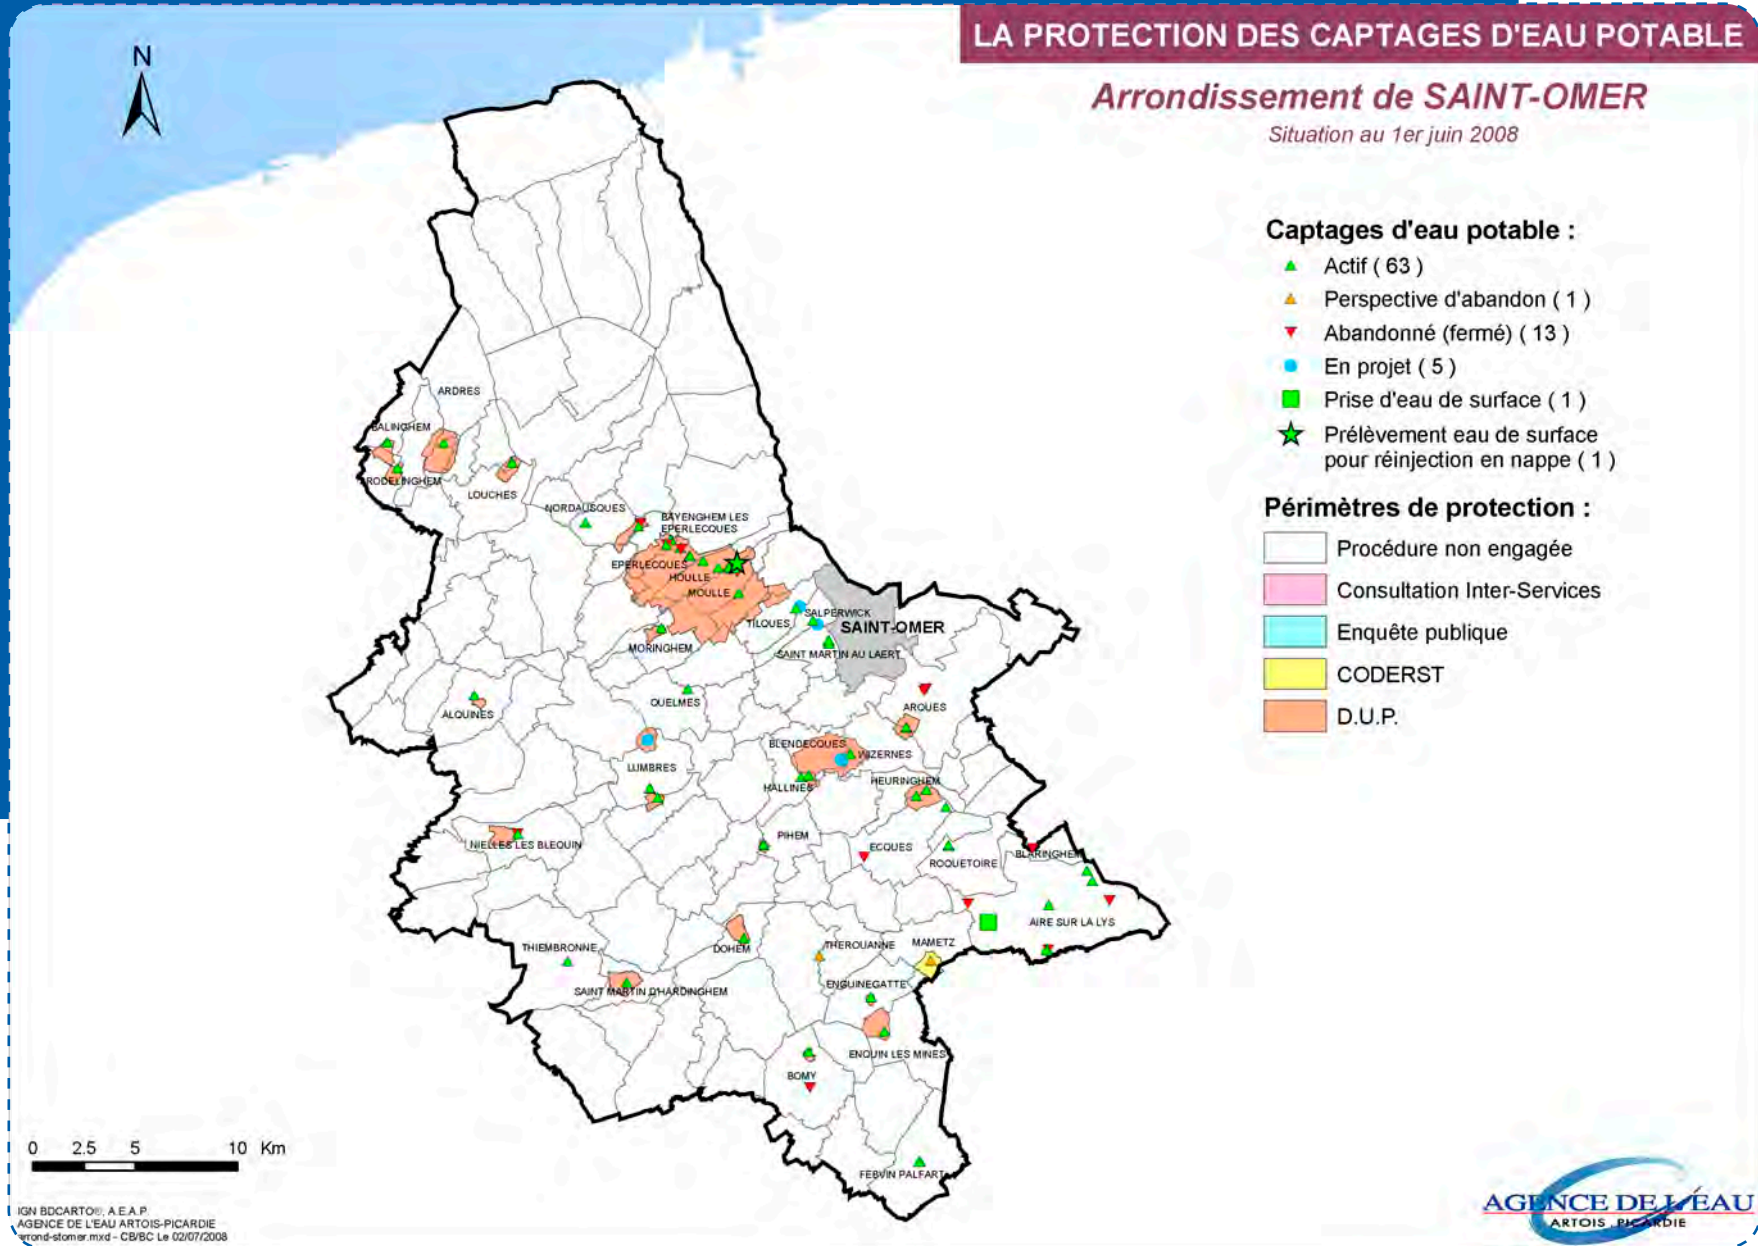 LA PROTECTION DES CAPTAGES D'EAU POTABLE
Arrondissement de SAINT-OMER
Situation au 1er juin 2008
N
Captages d'eau potable :
Actif ( 63 )
Perspective d'abandon ( 1 )
Abandonné (fermé) ( 13 )
En projet ( 5 )
Prise d'eau de surface ( 1 )
Prélèvement eau de surface
pour réinjection en nappe ( 1 )
Périmètres de protection :
Procédure non engagée
Consultation Inter-Services
Enquête publique
CODERST
D.U.P.
ARDRES
BALINGHEM
RODELINGHEM
LOUCHES
NORDAUSQUES
BAYENGHEM LES
EPERLECQUES
EPERLECQUES
HOULLE
MOULLE
TILQUES
SALPERWICK
SAINT-OMER
MORINGHEM
SAINT MARTIN AU LAERT
QUELMES
ALQUINES
ARQUES
BLENDECQUES
WIZERNES
LUMBRES
HALLINES
HEURINGHEM
PIHEM
NIELLES LES BLEQUIN
ECQUES
ROQUETOIRE
BLARINGHEM
AIRE SUR LA LYS
THIEMBRONNE
DOHEM
THEROUANNE
MAMETZ
SAINT MARTIN D'HARDINGHEM
ENGUINEGATTE
ENQUIN LES MINES
BOMY
FEBVIN PALFART
0 2.5 5 10 Km
IGN BDCARTO®, A.E.A.P.
AGENCE DE L'EAU ARTOIS-PICARDIE
arrond-stomer.mxd - CB/BC Le 02/07/2008
AGENCE DE L'EAU
ARTOIS . PICARDIE